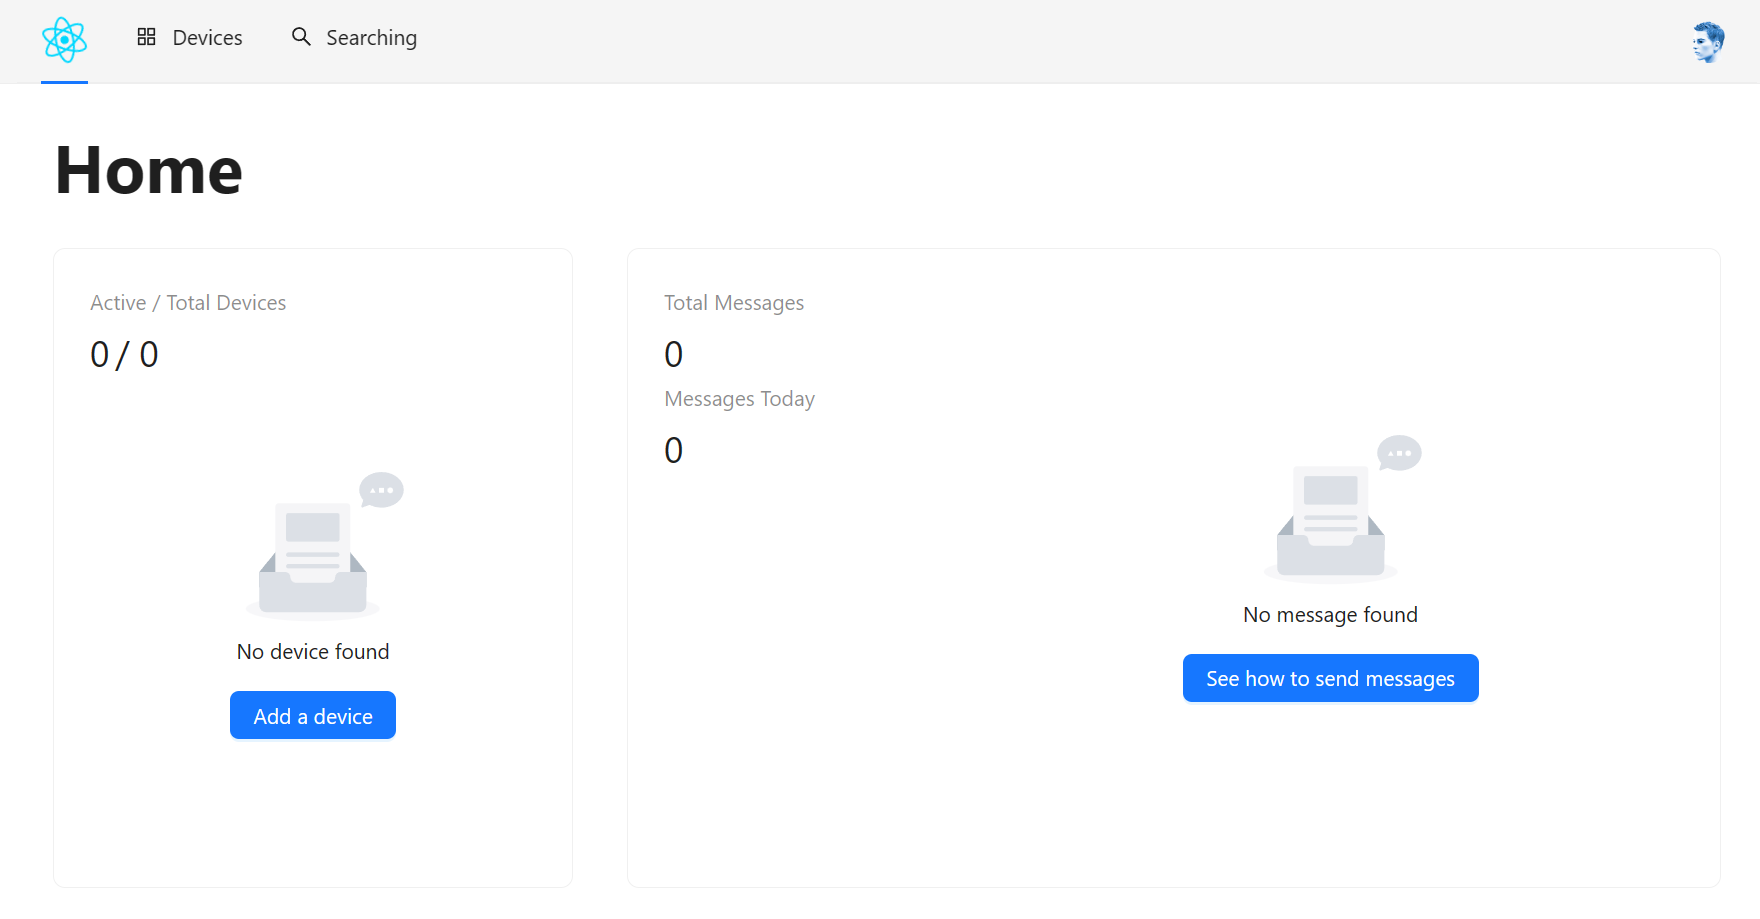 Devices
Searching
Home
Active / Total Devices
0 / 0
No device found
Add a device
Total Messages
0
Messages Today
0
No message found
See how to send messages